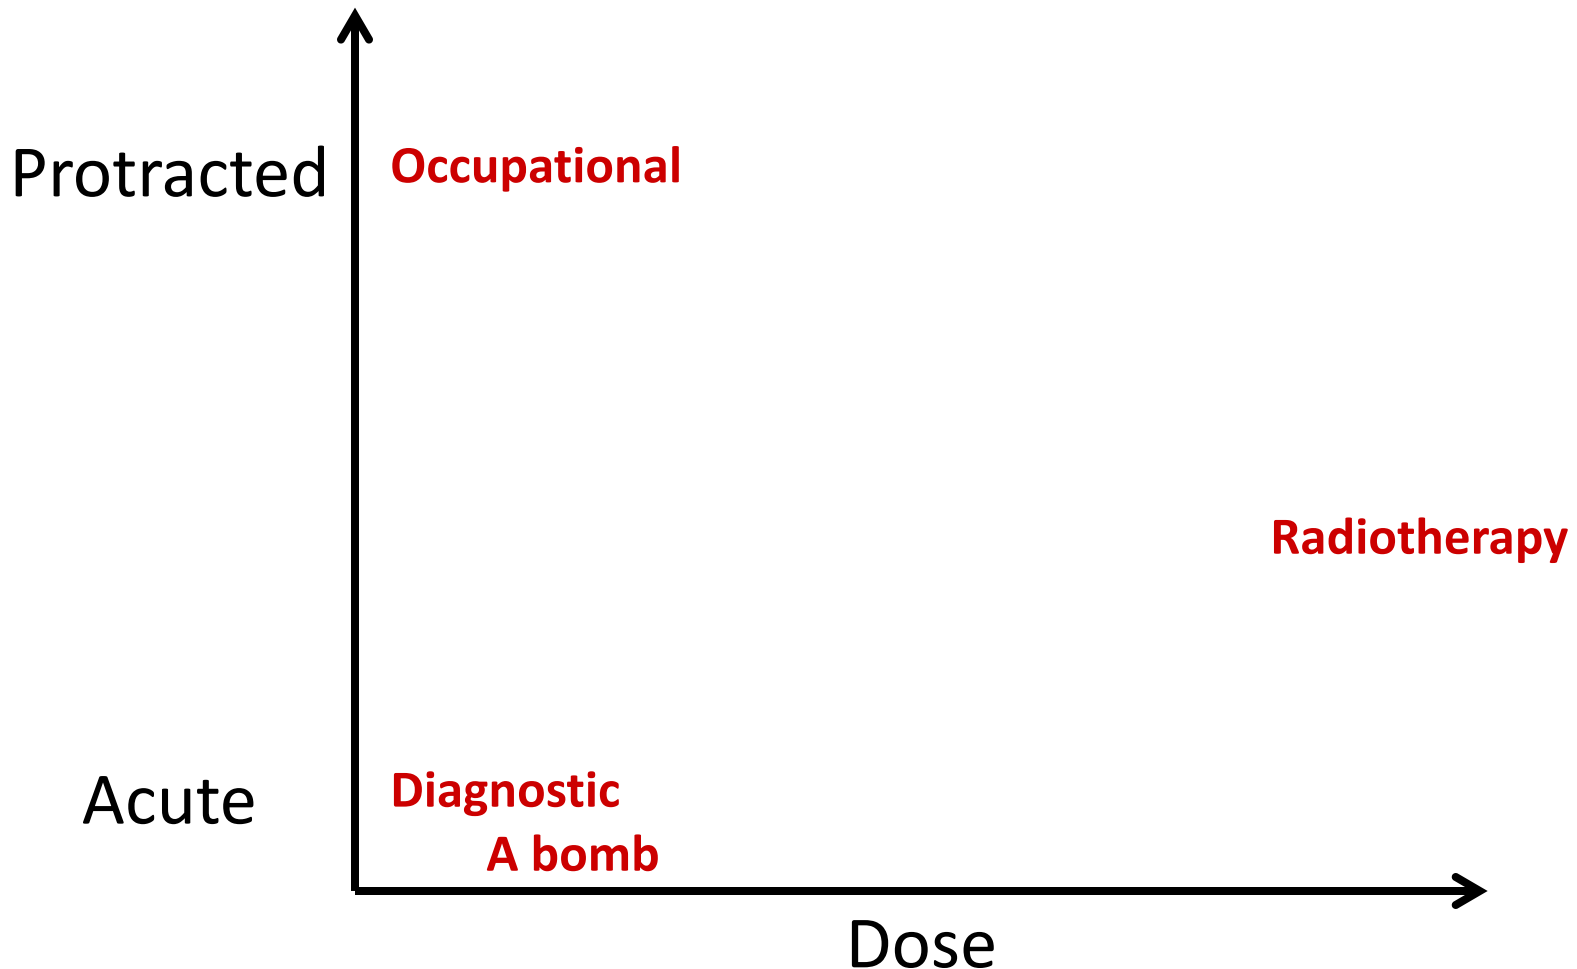 Protracted
Occupational
Radiotherapy
Acute
Diagnostic
A bomb
Dose